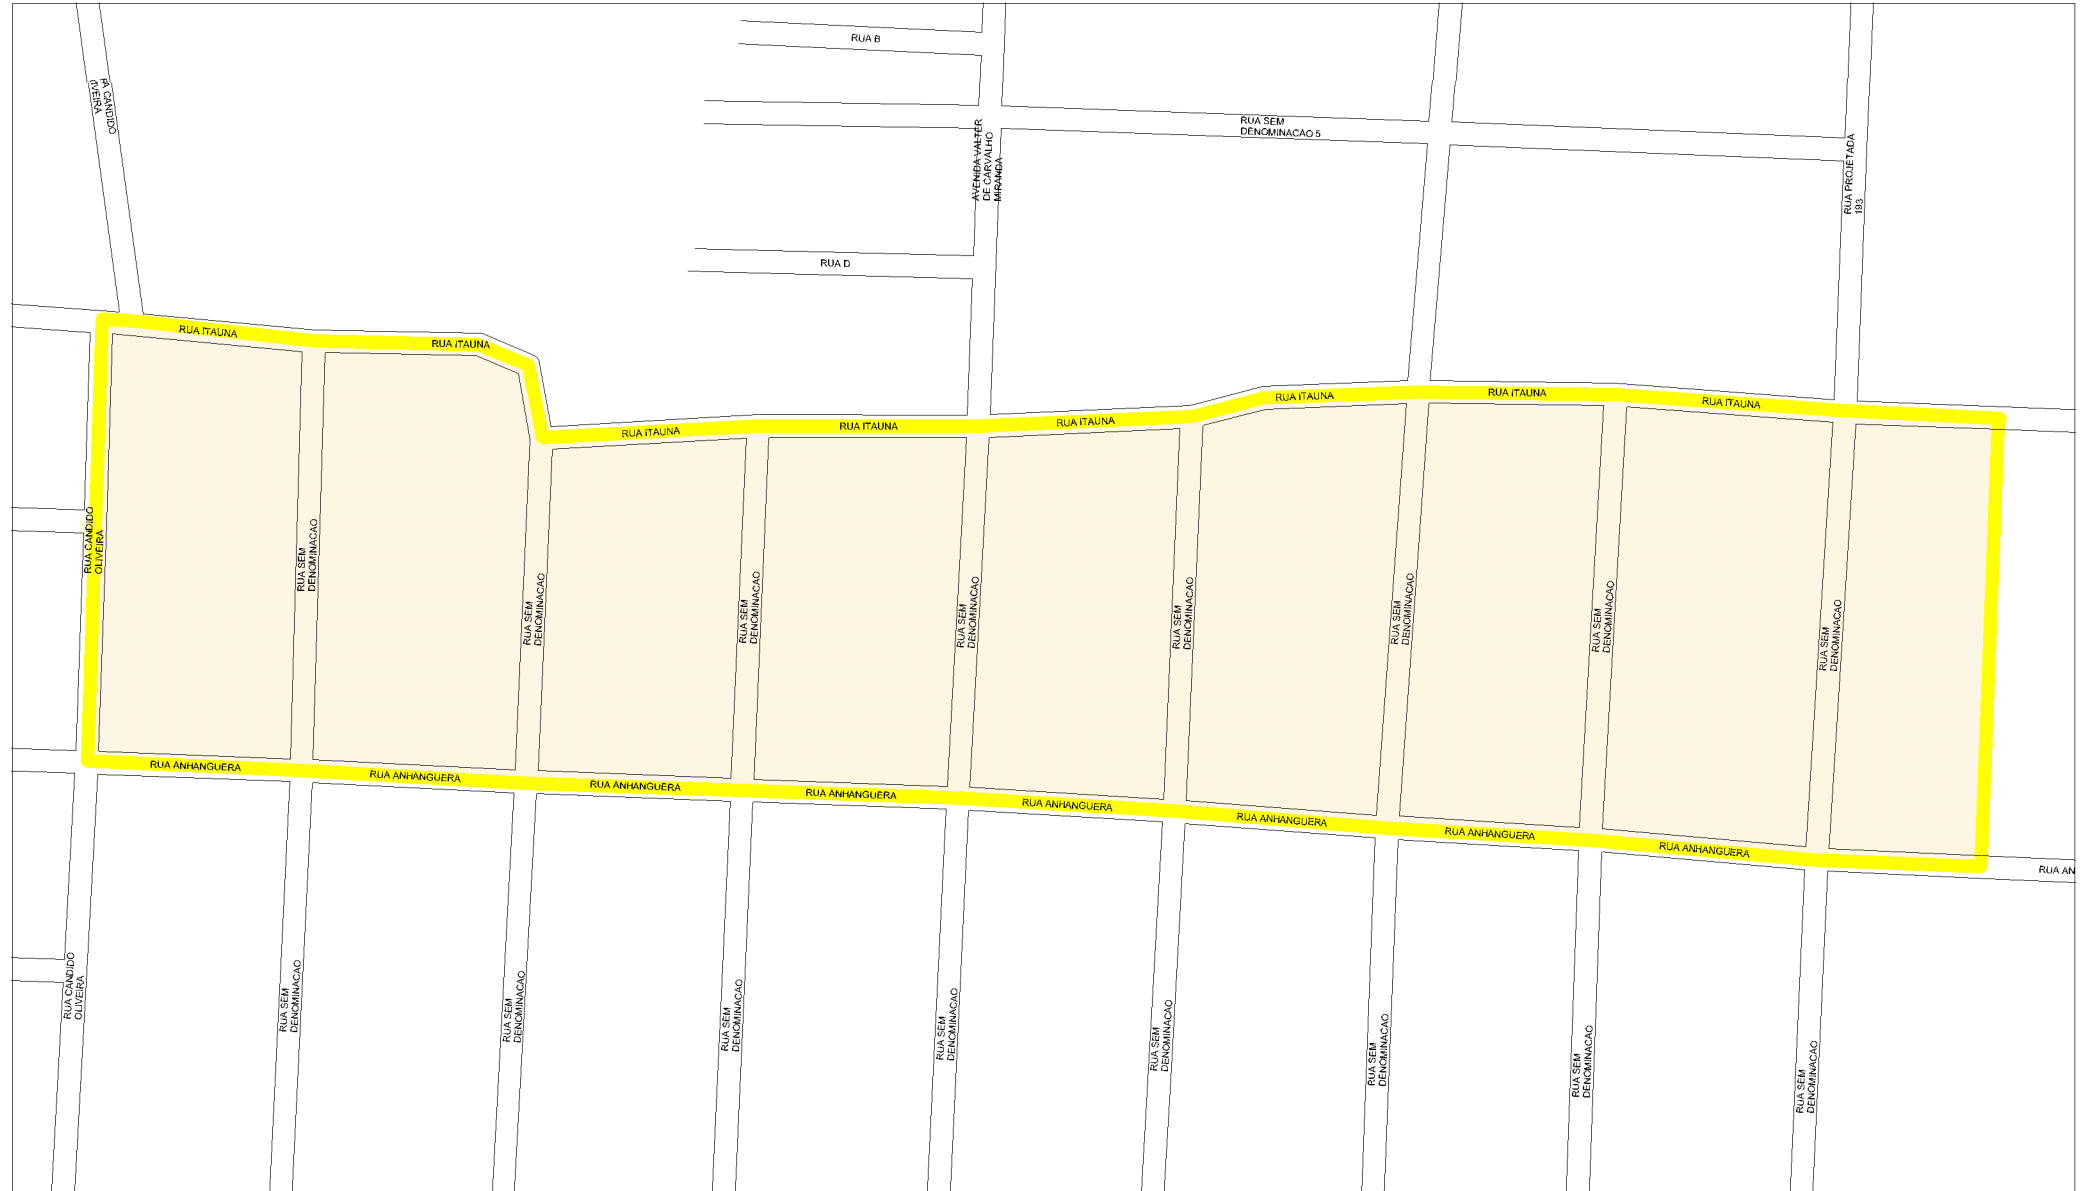 RUA B
RUA CANDIDO
OLIVEIRA
RUA SEM
DENOMINACAO 5
AVENIDA VALTER
DE CARVALHO
MIRANDA
RUA PROJETADA
193
RUA D
RUA ITAUNA
RUA ITAUNA
RUA ITAUNA
RUA ITAUNA
RUA ITAUNA
RUA ITAUNA
RUA ITAUNA
RUA ITAUNA
RUA CANDIDO
OLIVEIRA
RUA SEM
DENOMINACAO
RUA SEM
DENOMINACAO
RUA SEM
DENOMINACAO
RUA SEM
DENOMINACAO
RUA SEM
DENOMINACAO
RUA SEM
DENOMINACAO
RUA SEM
DENOMINACAO
RUA SEM
DENOMINACAO
RUA ANHANGUERA
RUA ANHANGUERA
RUA ANHANGUERA
RUA ANHANGUERA
RUA ANHANGUERA
RUA ANHANGUERA
RUA ANHANGUERA
RUA ANHANGUERA
RUA AN
RUA CANDIDO
OLIVEIRA
RUA SEM
DENOMINACAO
RUA SEM
DENOMINACAO
RUA SEM
DENOMINACAO
RUA SEM
DENOMINACAO
RUA SEM
DENOMINACAO
RUA SEM
DENOMINACAO
RUA SEM
DENOMINACAO
RUA SEM
DENOMINACAO